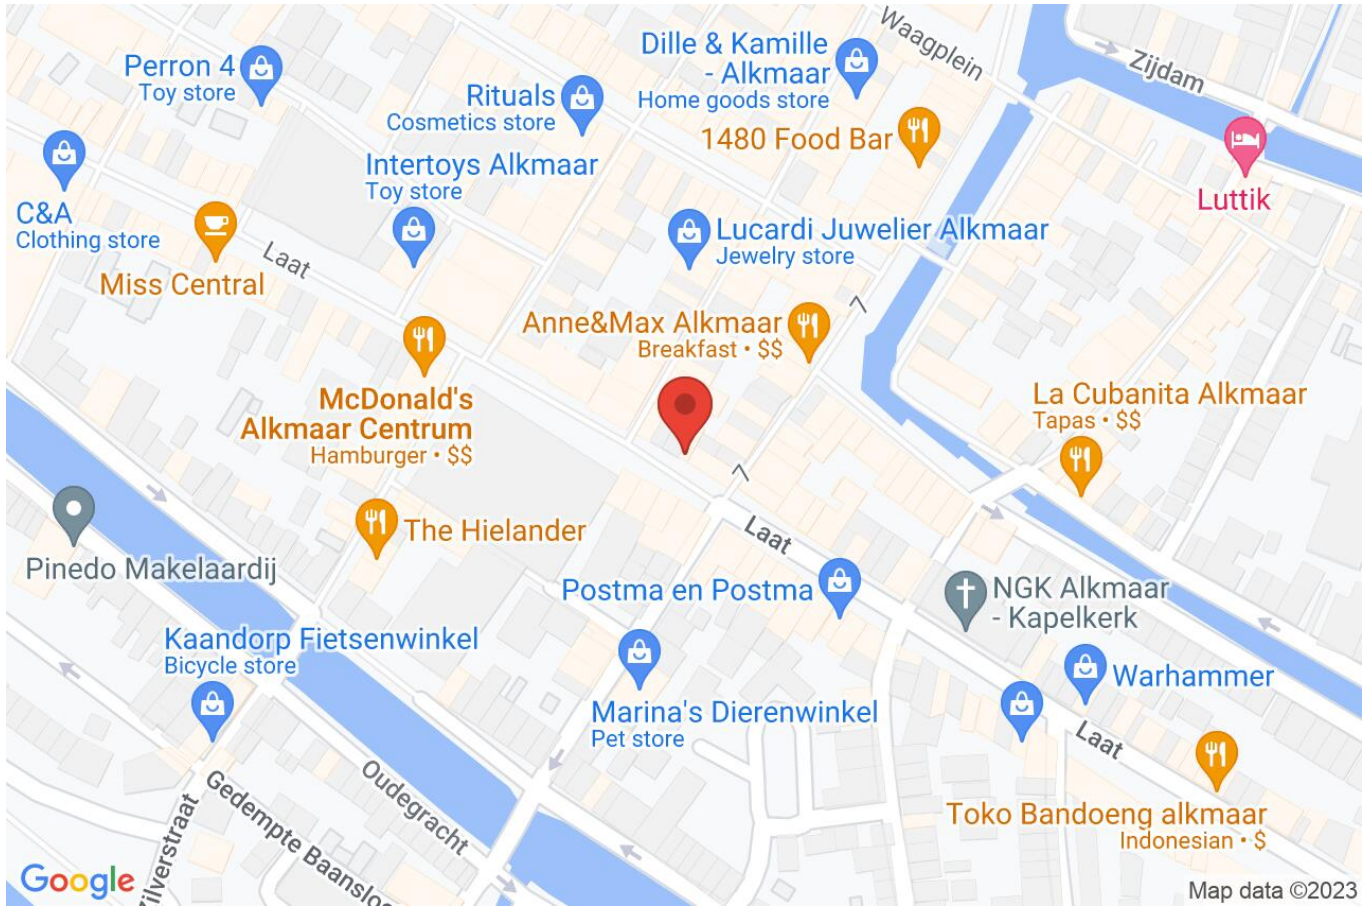 Waagplein
Dille & Kamille
- Alkmaar
Home goods store
Zijdam
Perron 4
Toy store
Rituals
Cosmetics store
1480 Food Bar
Intertoys Alkmaar
Toy store
Luttik
C&A
Clothing store
Lucardi Juwelier Alkmaar
Jewelry store
Laat
Miss Central
Anne&Max Alkmaar
Breakfast • $$
McDonald's
Alkmaar Centrum
Hamburger • $$
La Cubanita Alkmaar
Tapas • $$
The Hielander
Laat
Pinedo Makelaardij
Postma en Postma
NGK Alkmaar
- Kapelkerk
Kaandorp Fietsenwinkel
Bicycle store
Warhammer
Marina's Dierenwinkel
Pet store
Laat
Oudegracht
Gedempte Baanslo
Toko Bandoeng alkmaar
Indonesian • $
zilverstraat
Google
Map data ©2023